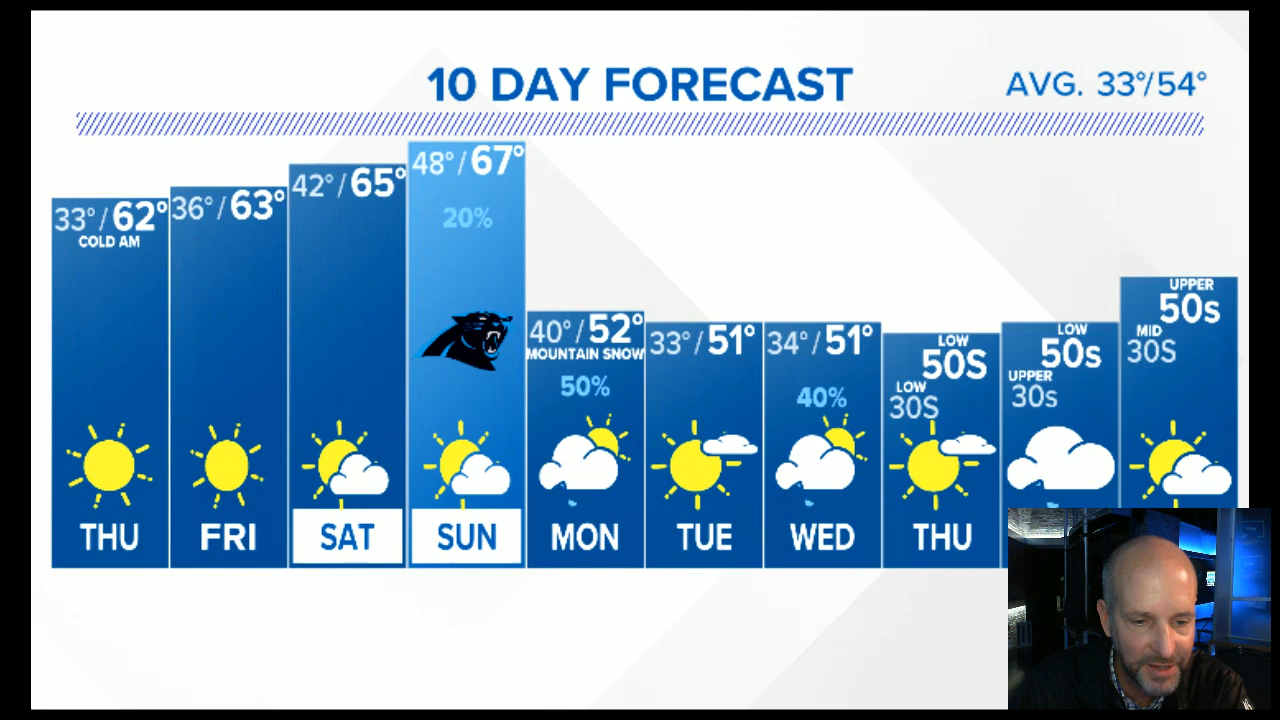 10 DAY FORECAST
AVG. 33°/54°
33°/62°
COLD AM
THU
36°/63°
FRI
42°/65°
SAT
48°/67°
20%
SUN
40°/52°
MOUNTAIN SNOW
50%
MON
33°/51°
TUE
34°/51°
40%
WED
LOW
50S
LOW
30S
THU
LOW
50s
UPPER
30s
UPPER
50s
MID
30S